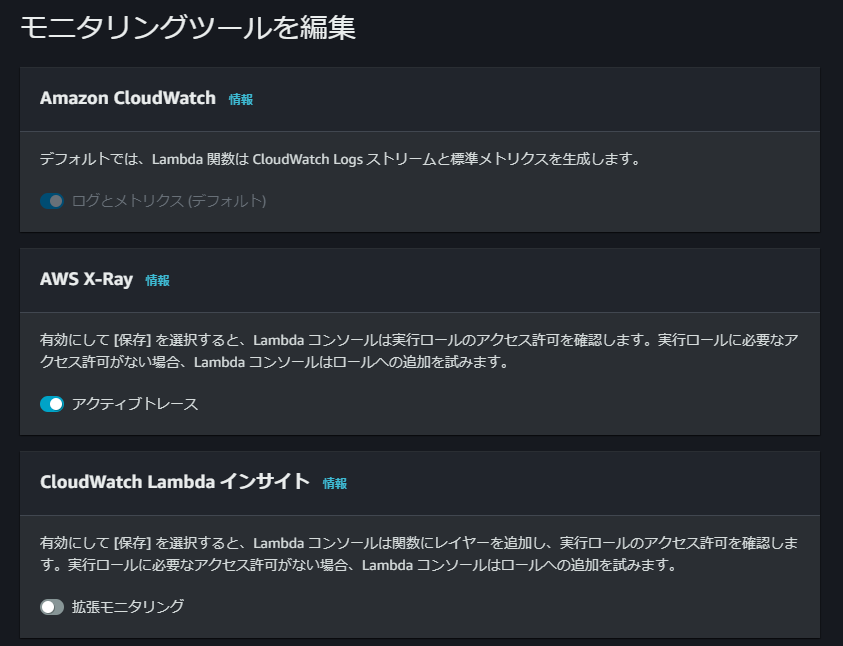 モニタリングツールを編集
Amazon CloudWatch 情報
デフォルトでは、Lambda 関数は CloudWatch Logs ストリームと標準メトリクスを生成します。
ログとメトリクス (デフォルト)
AWS X-Ray 情報
有効にして [保存] を選択すると、Lambda コンソールは実行ロールのアクセス許可を確認します。実行ロールに必要なア
クセス許可がない場合、Lambda コンソールはロールへの追加を試みます。
アクティブトレース
CloudWatch Lambda インサイト 情報
有効にして [保存] を選択すると、Lambda コンソールは関数にレイヤーを追加し、実行ロールのアクセス許可を確認しま
す。実行ロールに必要なアクセス許可がない場合、Lambda コンソールはロールへの追加を試みます。
拡張モニタリング